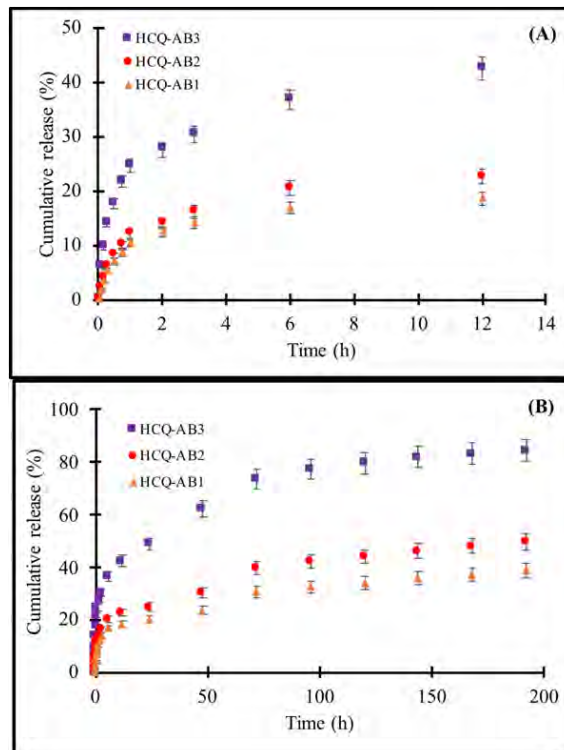 (A)
HCQ-AB3
HCQ-AB2
HCQ-AB1
Cumulative release (%)
50
40
30
20
10
0
0 2 4 6 8 10 12 14
Time (h)
(B)
HCQ-AB3
HCQ-AB2
HCQ-AB1
Cumulative release (%)
100
80
60
40
20
0
0 50 100 150 200
Time (h)